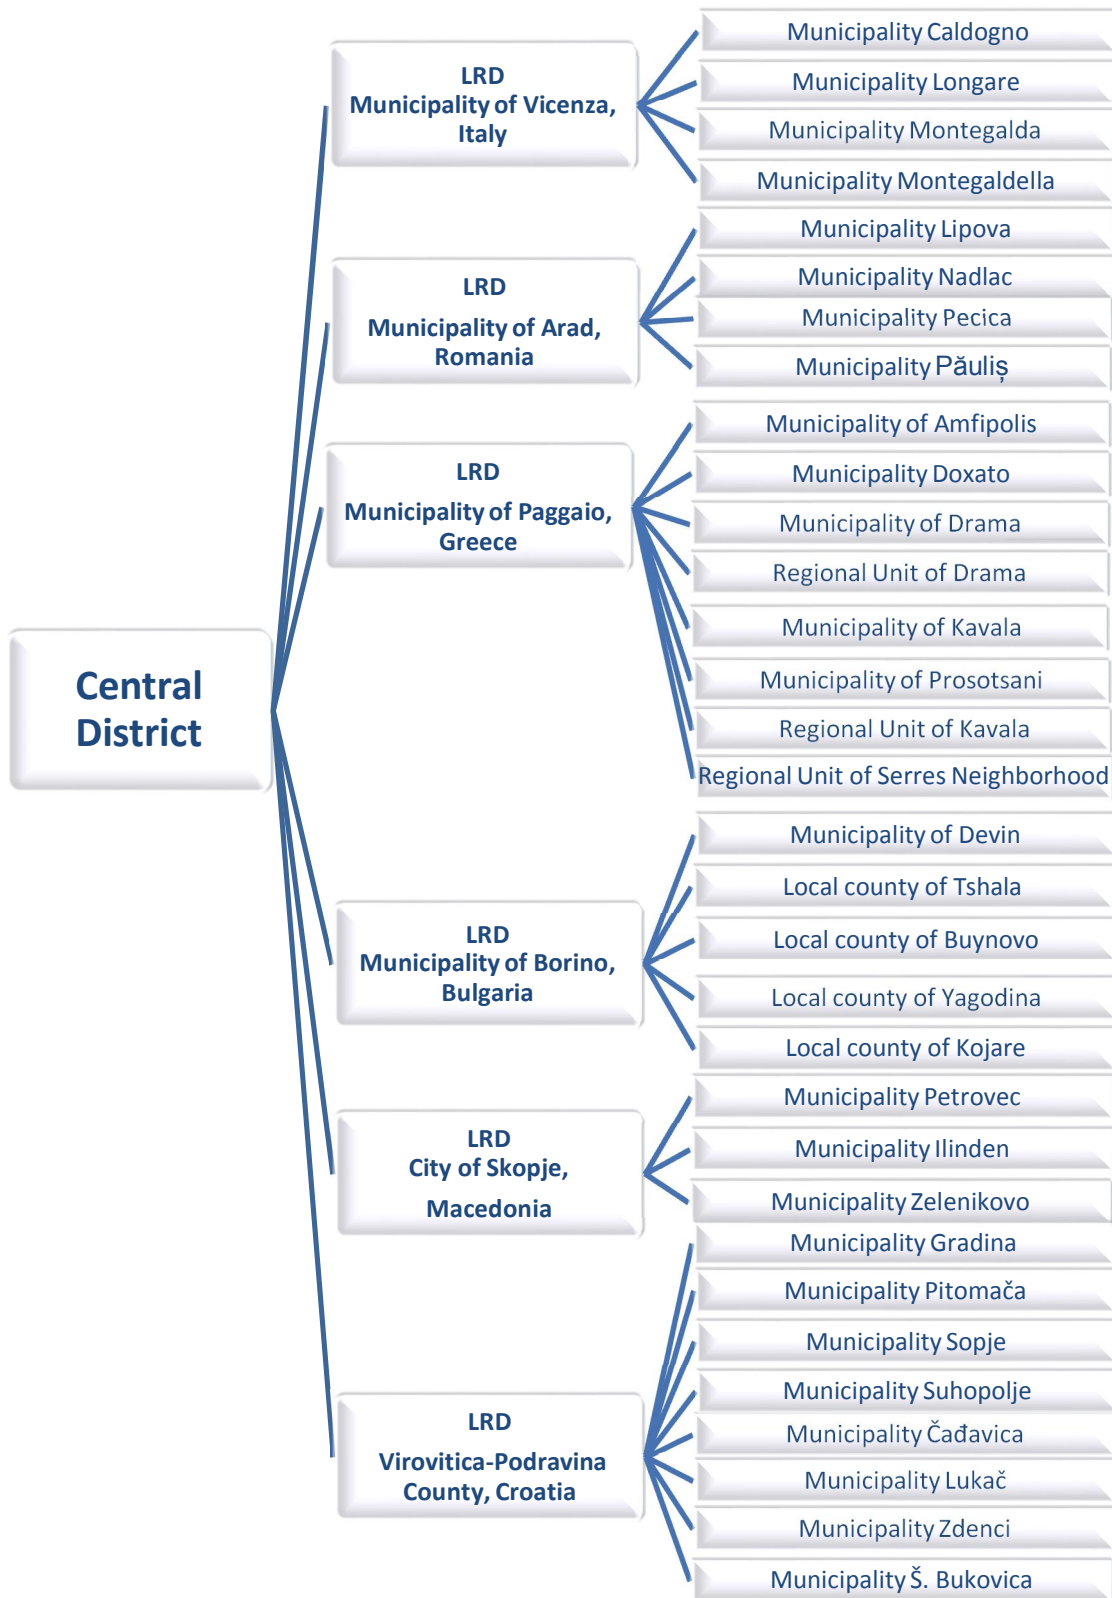 Central
District
LRD
Municipality of Vicenza,
Italy
Municipality Caldogno
Municipality Longare
Municipality Montegalda
Municipality Montegaldella
LRD
Municipality of Arad,
Romania
Municipality Lipova
Municipality Nadlac
Municipality Pecica
Municipality Păuliș
LRD
Municipality of Paggaio,
Greece
Municipality of Amfipolis
Municipality Doxato
Municipality of Drama
Regional Unit of Drama
Municipality of Kavala
Municipality of Prosotsani
Regional Unit of Kavala
Regional Unit of Serres Neighborhood
LRD
Municipality of Borino,
Bulgaria
Municipality of Devin
Local county of Tshala
Local county of Buynovo
Local county of Yagodina
Local county of Kojare
LRD
City of Skopje,
Macedonia
Municipality Petrovec
Municipality Ilinden
Municipality Zelenikovo
LRD
Virovitica-Podravina
County, Croatia
Municipality Gradina
Municipality Pitomača
Municipality Sopje
Municipality Suhopolje
Municipality Čađavica
Municipality Lukač
Municipality Zdenci
Municipality Š. Bukovica